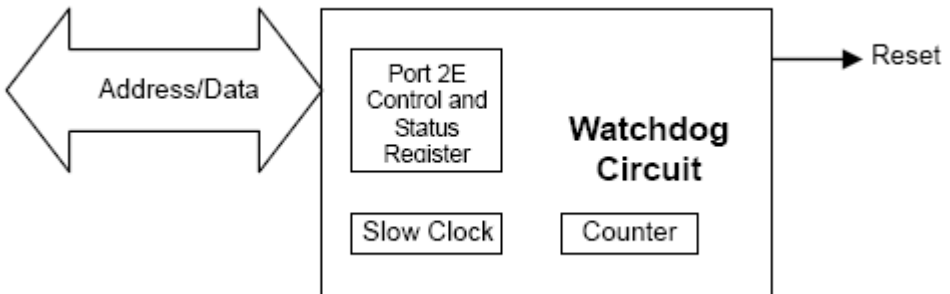 Address/Data
Port 2E
Control and
Status
Register
Watchdog
Circuit
Slow Clock
Counter
Reset